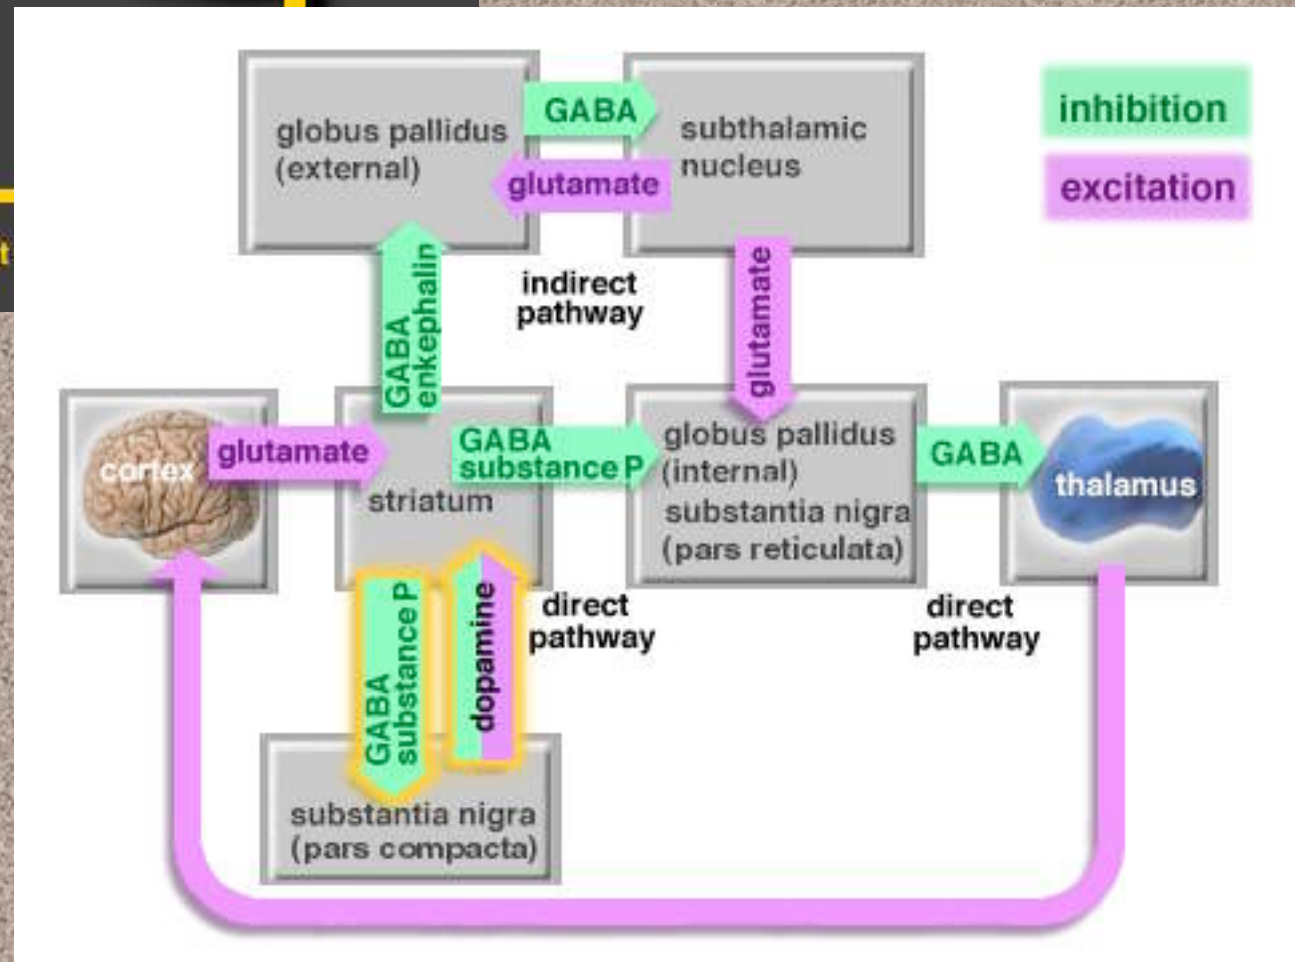 globus pallidus
(external)
GABA
glutamate
subthalamic
nucleus
inhibition
excitation
t
GABA
enkephalin
indirect
pathway
glutamate
cortex
glutamate
striatum
GABA
substance P
globus pallidus
(internal)
substantia nigra
(pars reticulata)
GABA
thalamus
GABA
substance P
dopamine
direct
pathway
direct
pathway
substantia nigra
(pars compacta)